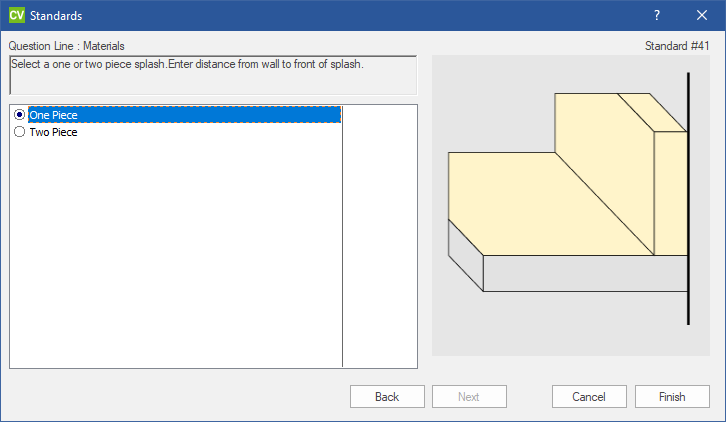 CV Standards ? ×
Question Line : Materials Standard #41
Select a one or two piece splash.Enter distance from wall to front of splash.
One Piece
Two Piece
Back Next Cancel Finish